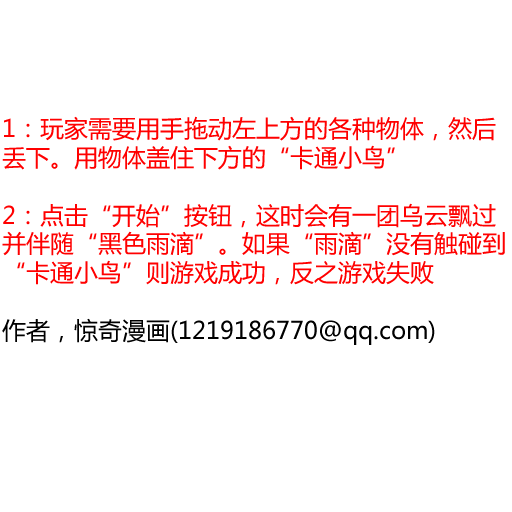 1：玩家需要用手拖动左上方的各种物体，然后
丢下。用物体盖住下方的“卡通小鸟”
2：点击“开始”按钮，这时会有一团乌云飘过
并伴随“黑色雨滴”。如果“雨滴”没有触碰到
“卡通小鸟”则游戏成功，反之游戏失败
作者，惊奇漫画(1219186770@qq.com)